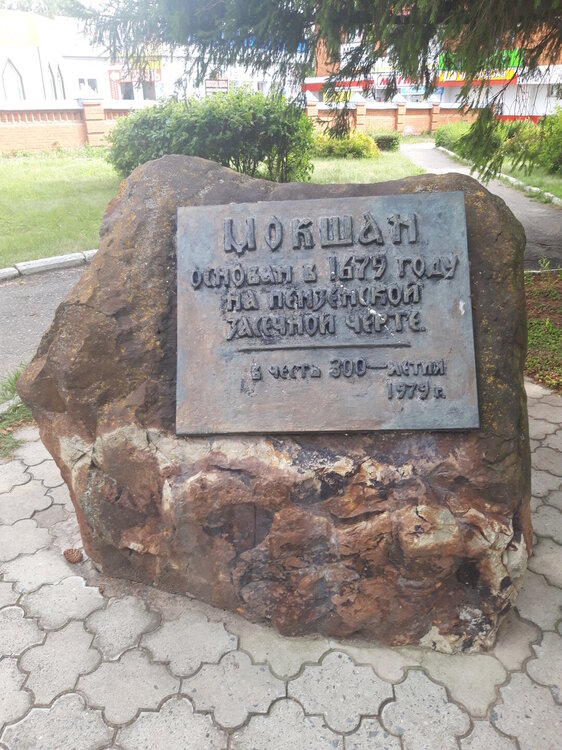 Мокшан
основан в 1679 году
на Пензенской
засечной черте.
в честь 300-летия
1979 г.